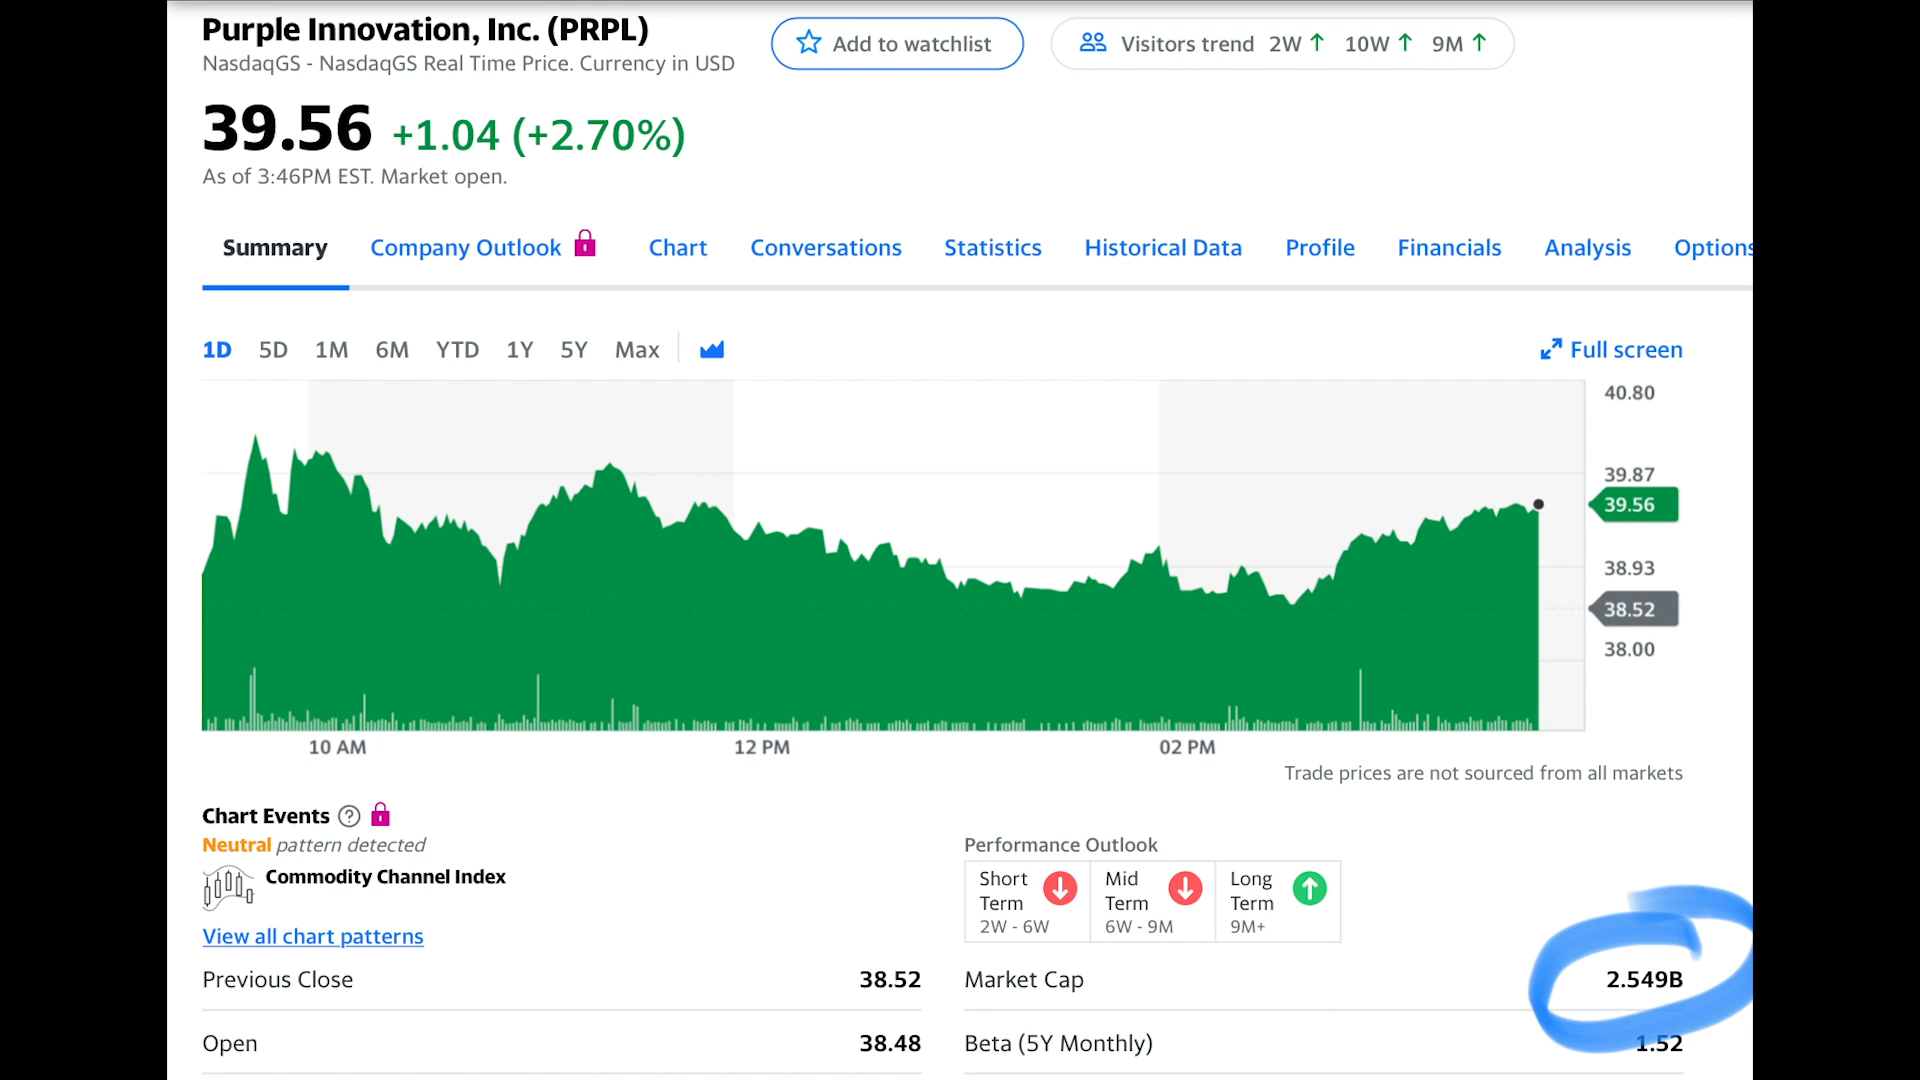 Purple Innovation, Inc. (PRPL)
NasdaqGS - NasdaqGS Real Time Price. Currency in USD
Add to watchlist
Visitors trend 2W ↑ 10W ↑ 9M ↑
39.56 +1.04 (+2.70%)
As of 3:46PM EST. Market open.
Summary Company Outlook Chart Conversations Statistics Historical Data Profile Financials Analysis Options
1D 5D 1M 6M YTD 1Y 5Y Max
Full screen
40.80
39.87
39.56
38.93
38.52
38.00
10 AM 12 PM 02 PM
Trade prices are not sourced from all markets
Chart Events ?
Neutral pattern detected
Commodity Channel Index
View all chart patterns
Performance Outlook
Short Term 2W - 6W
Mid Term 6W - 9M
Long Term 9M+
Previous Close 38.52
Market Cap 2.549B
Open 38.48
Beta (5Y Monthly) 1.52